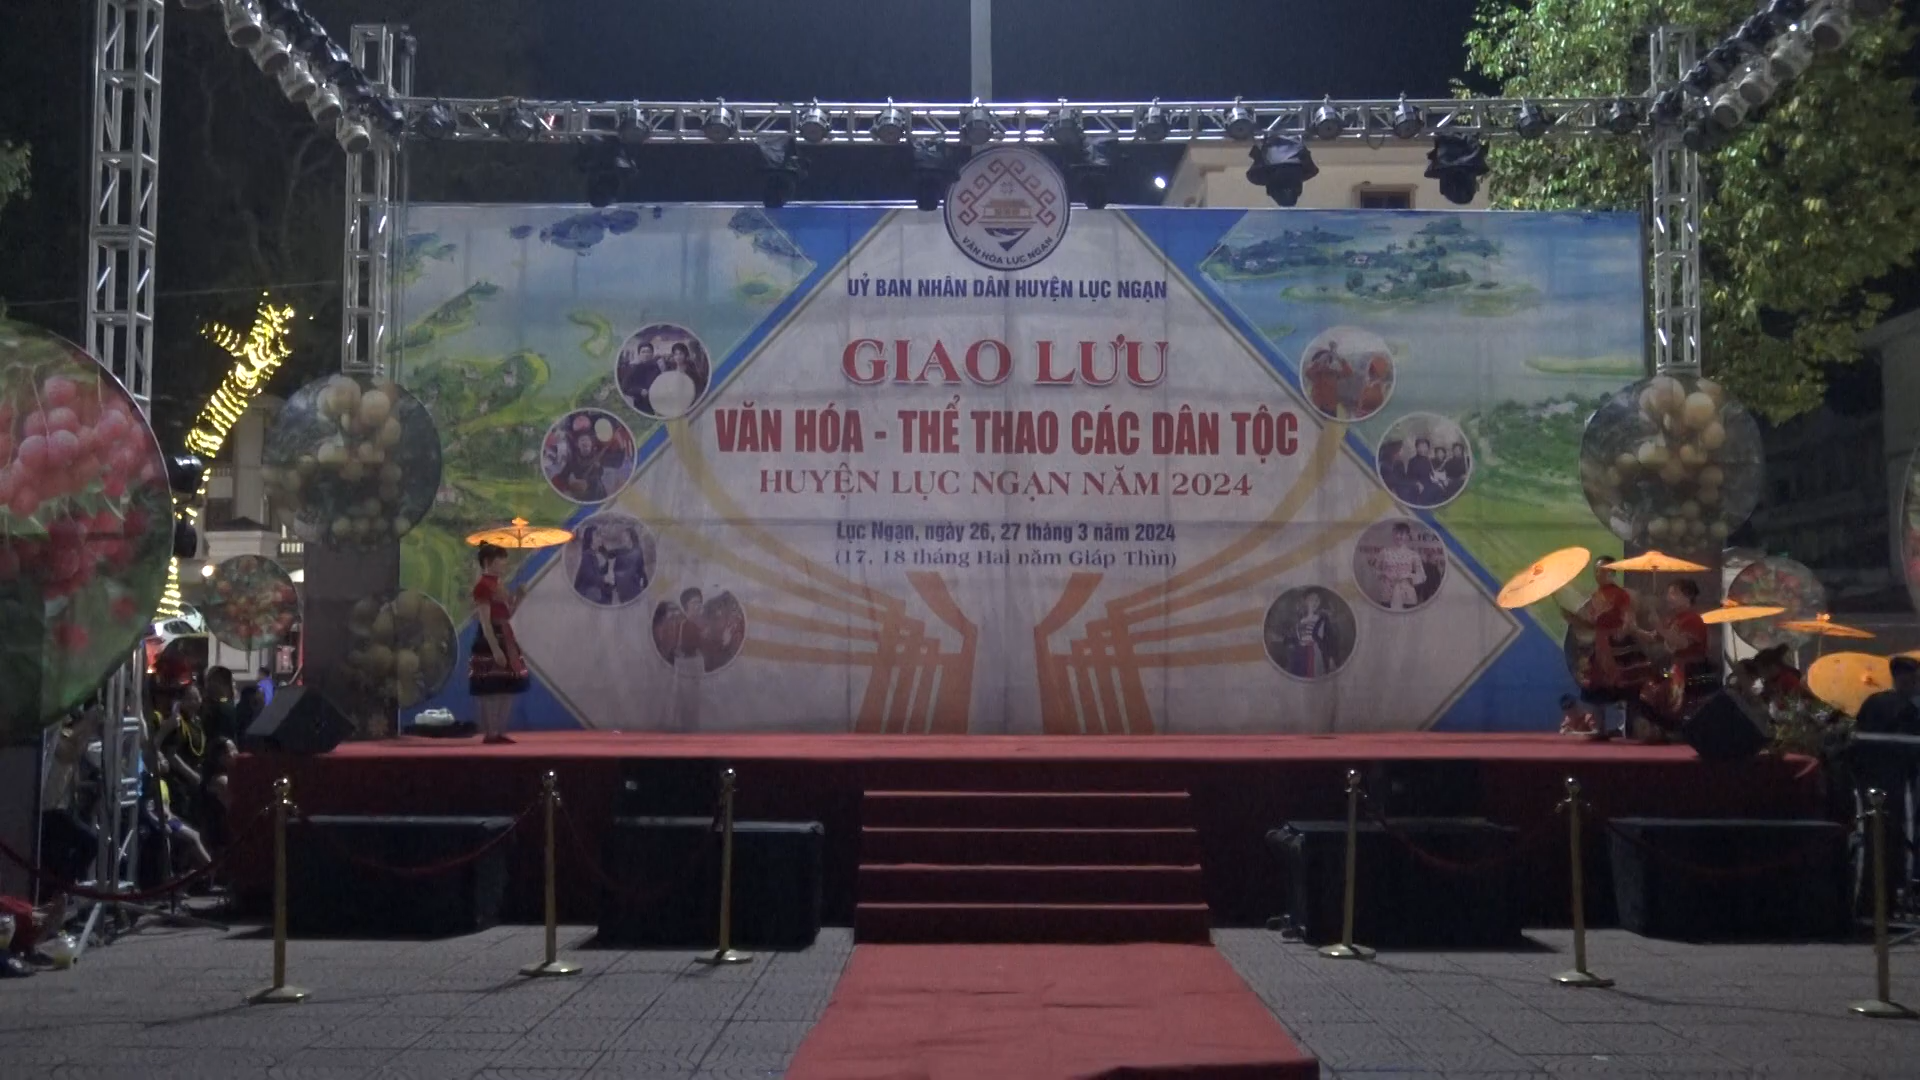 VĂN HÓA LỤC NGẠN
UỶ BAN NHÂN DÂN HUYỆN LỤC NGẠN
GIAO LƯU
VĂN HÓA - THỂ THAO CÁC DÂN TỘC
HUYỆN LỤC NGẠN NĂM 2024
Lục Ngạn, ngày 26, 27 tháng 3 năm 2024
(17, 18 tháng Hai năm Giáp Thìn)